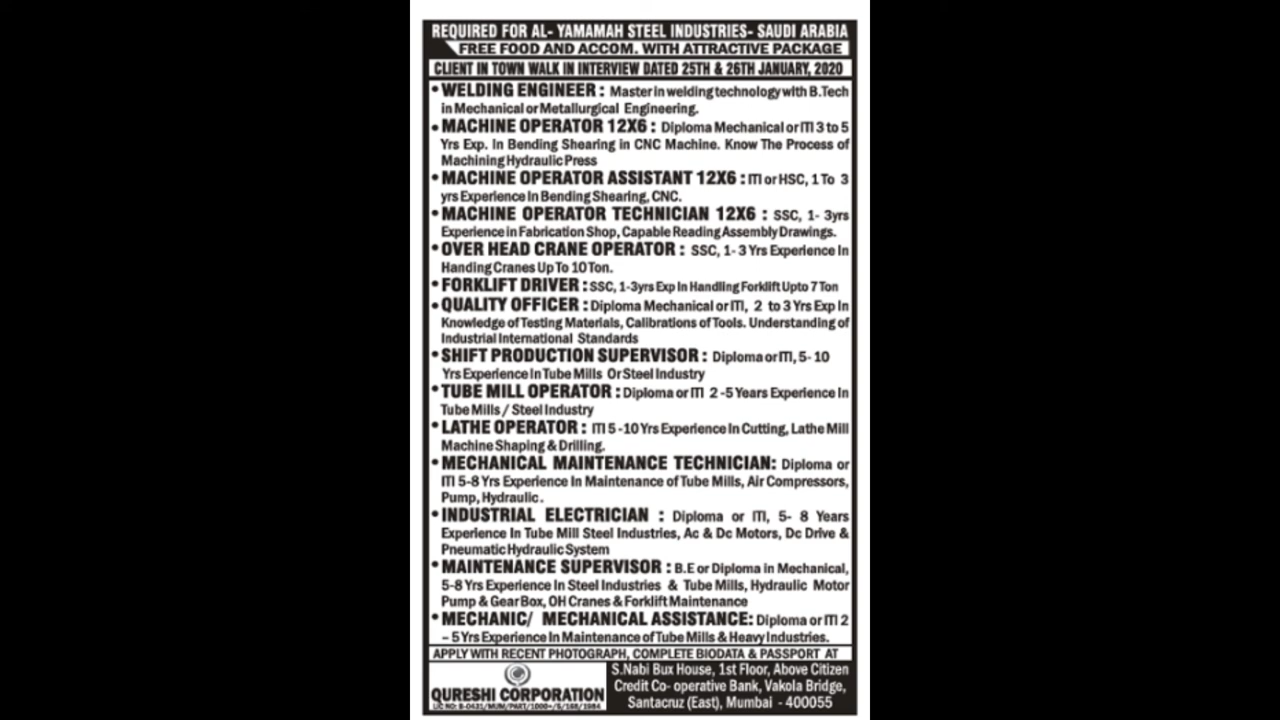 REQUIRED FOR AL- YAMAMAH STEEL INDUSTRIES- SAUDI ARABIA
FREE FOOD AND ACCOM. WITH ATTRACTIVE PACKAGE
CLIENT IN TOWN WALK IN INTERVIEW DATED 25TH & 26TH JANUARY, 2020
• WELDING ENGINEER : Master in welding technology with B.Tech
in Mechanical or Metallurgical Engineering.
• MACHINE OPERATOR 12X6 : Diploma Mechanical or ITI 3 to 5
Yrs Exp. In Bending Shearing in CNC Machine. Know The Process of
Machining Hydraulic Press
• MACHINE OPERATOR ASSISTANT 12X6 : ITI or HSC, 1 To 3
yrs Experience In Bending Shearing, CNC.
• MACHINE OPERATOR TECHNICIAN 12X6 : SSC, 1- 3yrs
Experience in Fabrication Shop, Capable Reading Assembly Drawings.
• OVER HEAD CRANE OPERATOR : SSC, 1- 3 Yrs Experience In
Handing Cranes Up To 10 Ton.
• FORKLIFT DRIVER : SSC, 1-3yrs Exp In Handling Forklift Upto 7 Ton
• QUALITY OFFICER : Diploma Mechanical or ITI, 2 to 3 Yrs Exp In
Knowledge of Testing Materials, Calibrations of Tools. Understanding of
Industrial International Standards
• SHIFT PRODUCTION SUPERVISOR : Diploma or ITI, 5- 10
Yrs Experience In Tube Mills Or Steel Industry
• TUBE MILL OPERATOR : Diploma or ITI 2 -5 Years Experience In
Tube Mills / Steel Industry
• LATHE OPERATOR : ITI 5 -10 Yrs Experience In Cutting, Lathe Mill
Machine Shaping & Drilling.
• MECHANICAL MAINTENANCE TECHNICIAN: Diploma or
ITI 5-8 Yrs Experience In Maintenance of Tube Mills, Air Compressors,
Pump, Hydraulic .
• INDUSTRIAL ELECTRICIAN : Diploma or ITI, 5- 8 Years
Experience In Tube Mill Steel Industries, Ac & Dc Motors, Dc Drive &
Pneumatic Hydraulic System
• MAINTENANCE SUPERVISOR : B.E or Diploma in Mechanical,
5-8 Yrs Experience In Steel Industries & Tube Mills, Hydraulic Motor
Pump & Gear Box, OH Cranes & Forklift Maintenance
• MECHANIC/ MECHANICAL ASSISTANCE: Diploma or ITI 2
– 5 Yrs Experience In Maintenance of Tube Mills & Heavy Industries.
APPLY WITH RECENT PHOTOGRAPH, COMPLETE BIODATA & PASSPORT AT
QURESHI CORPORATION
LIC NO: B-0431/MUM/PART/1000+/5/168/1984
S.Nabi Bux House, 1st Floor, Above Citizen
Credit Co- operative Bank, Vakola Bridge,
Santacruz (East), Mumbai - 400055